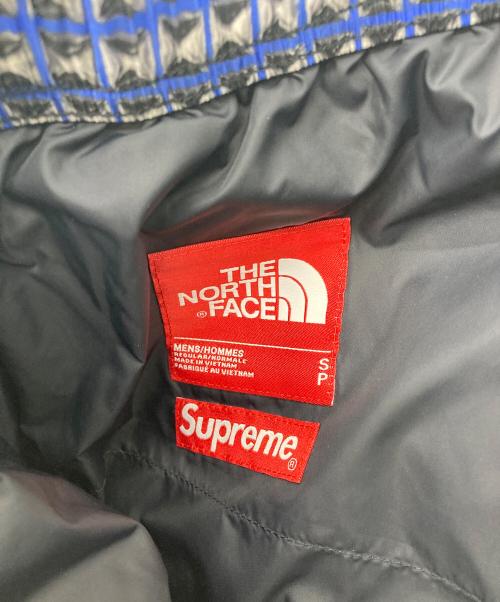 THE
NORTH
FACE
®
MENS/HOMMES
REGULAR/NORMALE
MADE IN VIETNAM
FABRIQUÉ AU VIETNAM
S
P
Supreme
®